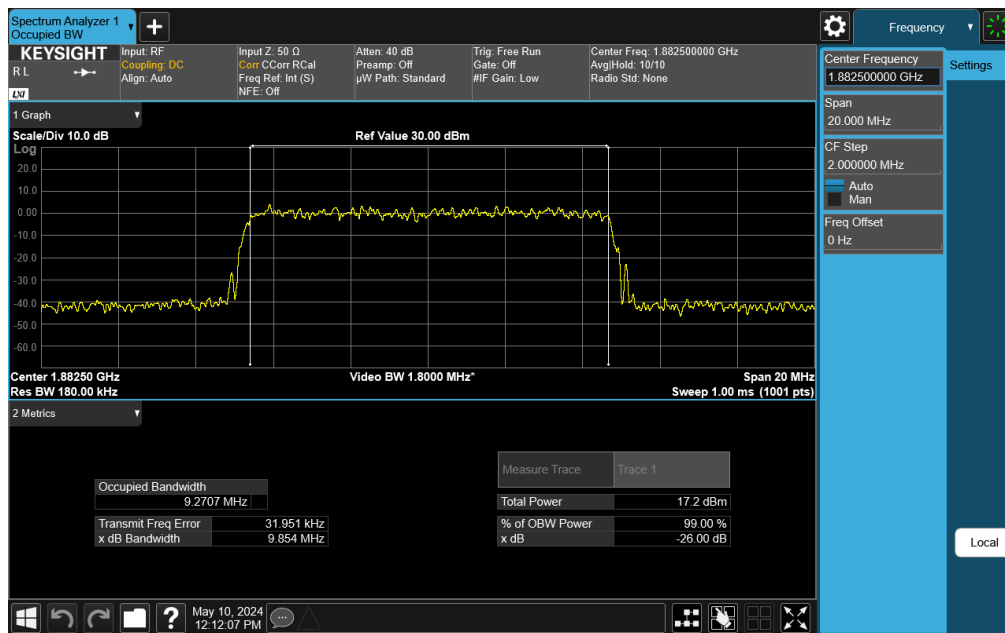 Spectrum Analyzer 1
Occupied BW
Frequency
KEYSIGHT
R L
LXI
Input: RF
Coupling: DC
Align: Auto
Input Z: 50 Ω
Corr CCorr RCal
Freq Ref: Int (S)
NFE: Off
Atten: 40 dB
Preamp: Off
µW Path: Standard
Trig: Free Run
Gate: Off
#IF Gain: Low
Center Freq: 1.882500000 GHz
Avg|Hold: 10/10
Radio Std: None
Center Frequency
1.882500000 GHz
Settings
Span
20.000 MHz
CF Step
2.000000 MHz
Auto
Man
Freq Offset
0 Hz
1 Graph
Scale/Div 10.0 dB
Ref Value 30.00 dBm
Log
20.0
10.0
0.00
-10.0
-20.0
-30.0
-40.0
-50.0
-60.0
Center 1.88250 GHz
Video BW 1.8000 MHz*
Span 20 MHz
Res BW 180.00 kHz
Sweep 1.00 ms (1001 pts)
2 Metrics
Measure Trace
Trace 1
Occupied Bandwidth
9.2707 MHz
Total Power
17.2 dBm
Transmit Freq Error
31.951 kHz
% of OBW Power
99.00 %
x dB Bandwidth
9.854 MHz
x dB
-26.00 dB
Local
?
May 10, 2024
12:12:07 PM